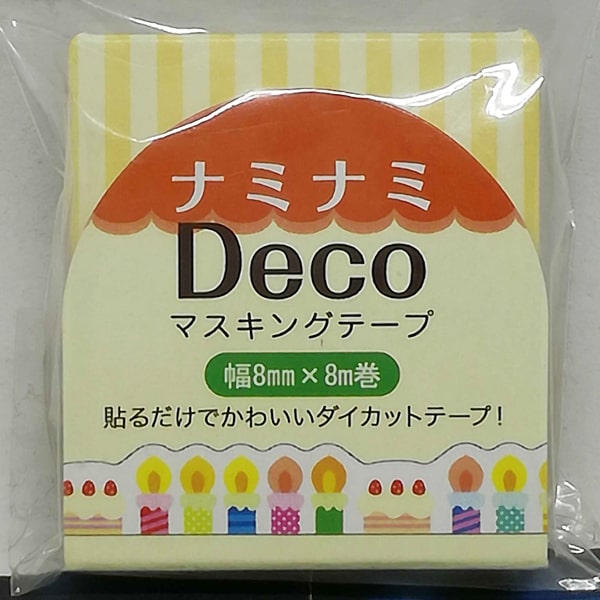 ナミナミ
Deco
マスキングテープ
幅8mm×8m巻
貼るだけでかわいいダイカットテープ!